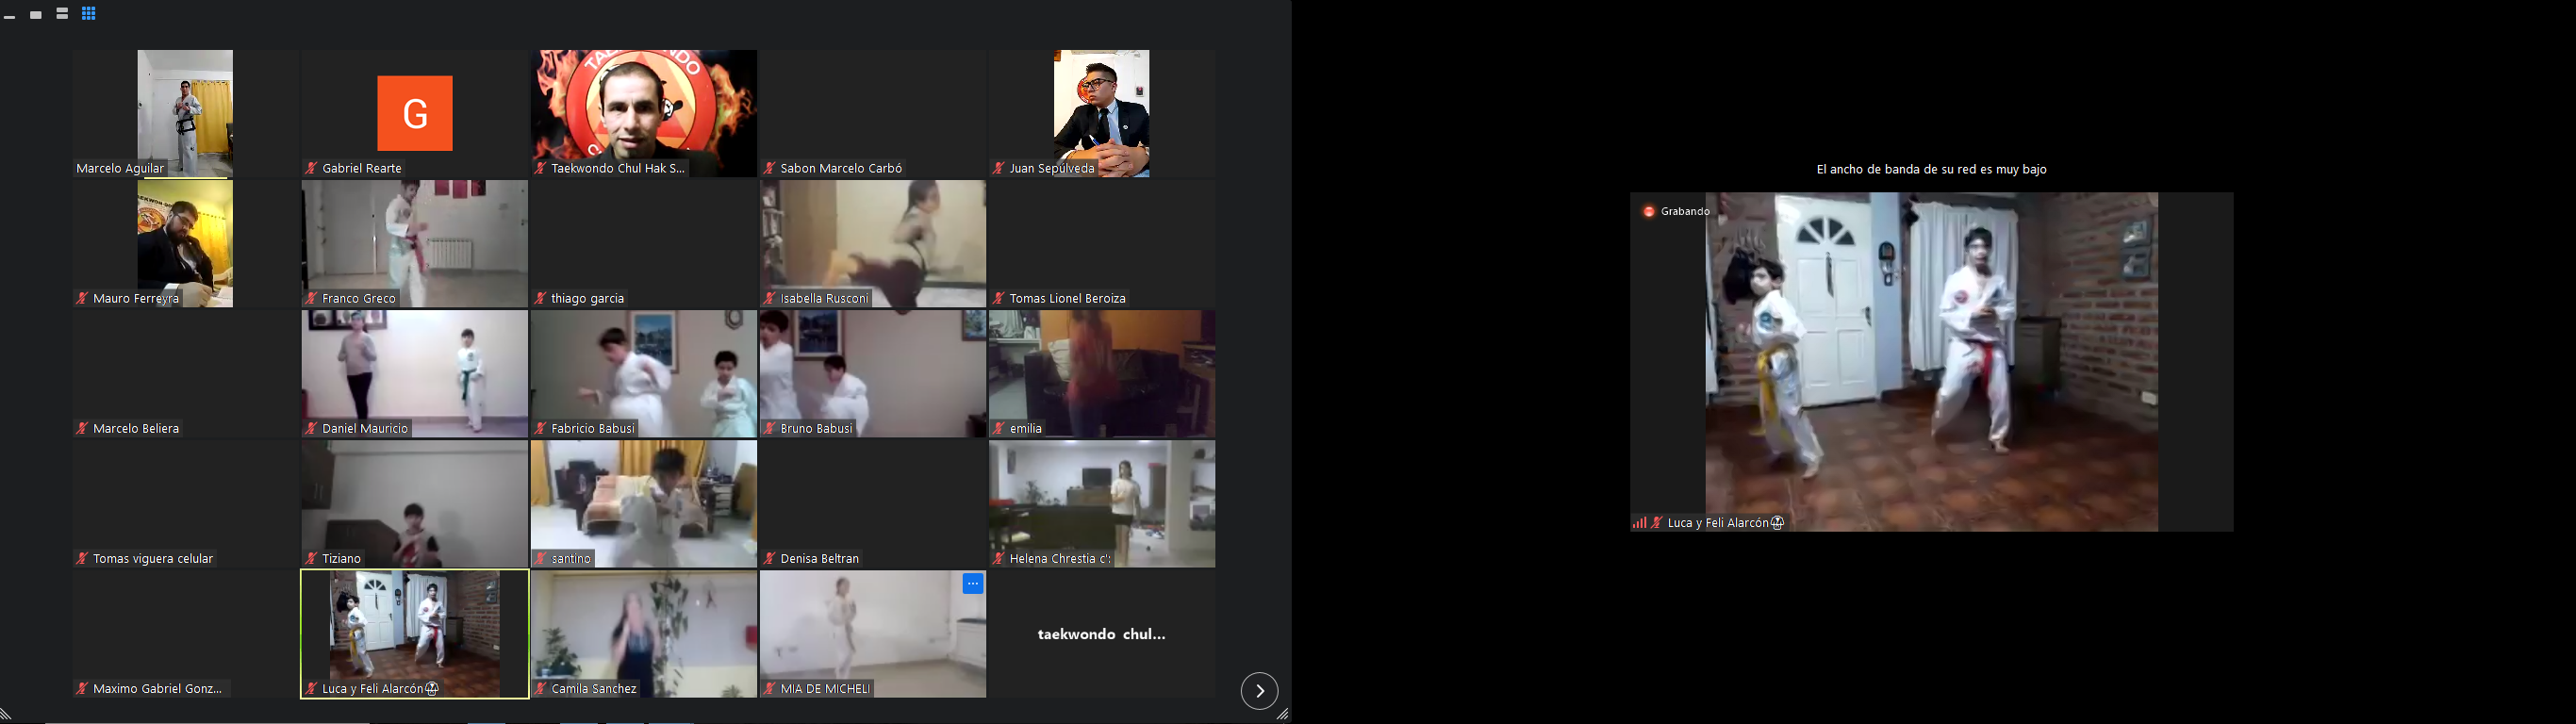 G
TAEKWONDO
Marcelo Aguilar
Gabriel Rearte
Taekwondo Chul Hak S...
Sabon Marcelo Carbó
Juan Sepúlveda
Mauro Ferreyra
Franco Greco
thiago garcia
Isabella Rusconi
Tomas Lionel Beroiza
Marcelo Beliera
Daniel Mauricio
Fabricio Babusi
Bruno Babusi
emilia
Tomas viguera celular
Tiziano
santino
Denisa Beltran
Helena Chrestia c':
taekwondo chul...
Maximo Gabriel Gonz...
Luca y Feli Alarcón
Camila Sanchez
MIA DE MICHELI
El ancho de banda de su red es muy bajo
Grabando
Luca y Feli Alarcón